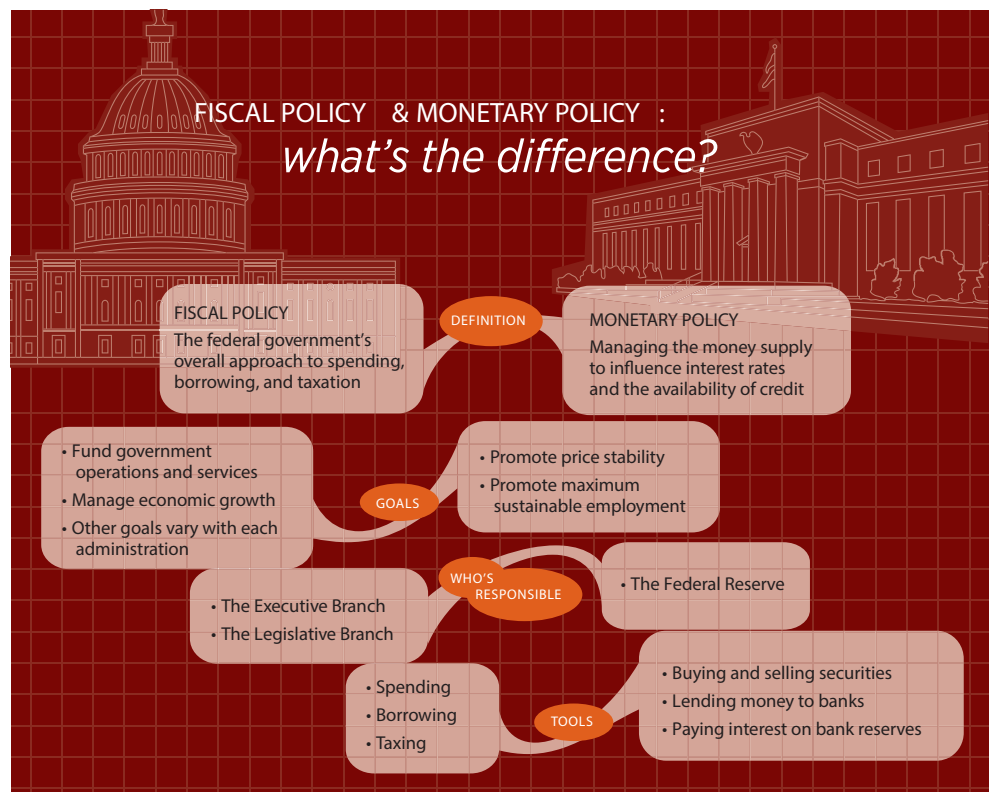 FISCAL POLICY & MONETARY POLICY :
what's the difference?
FISCAL POLICY
The federal government's
overall approach to spending,
borrowing, and taxation
DEFINITION
MONETARY POLICY
Managing the money supply
to influence interest rates
and the availability of credit
• Fund government
operations and services
• Manage economic growth
• Other goals vary with each
administration
GOALS
• Promote price stability
• Promote maximum
sustainable employment
• The Executive Branch
• The Legislative Branch
WHO'S
RESPONSIBLE
• The Federal Reserve
• Spending
• Borrowing
• Taxing
TOOLS
• Buying and selling securities
• Lending money to banks
• Paying interest on bank reserves